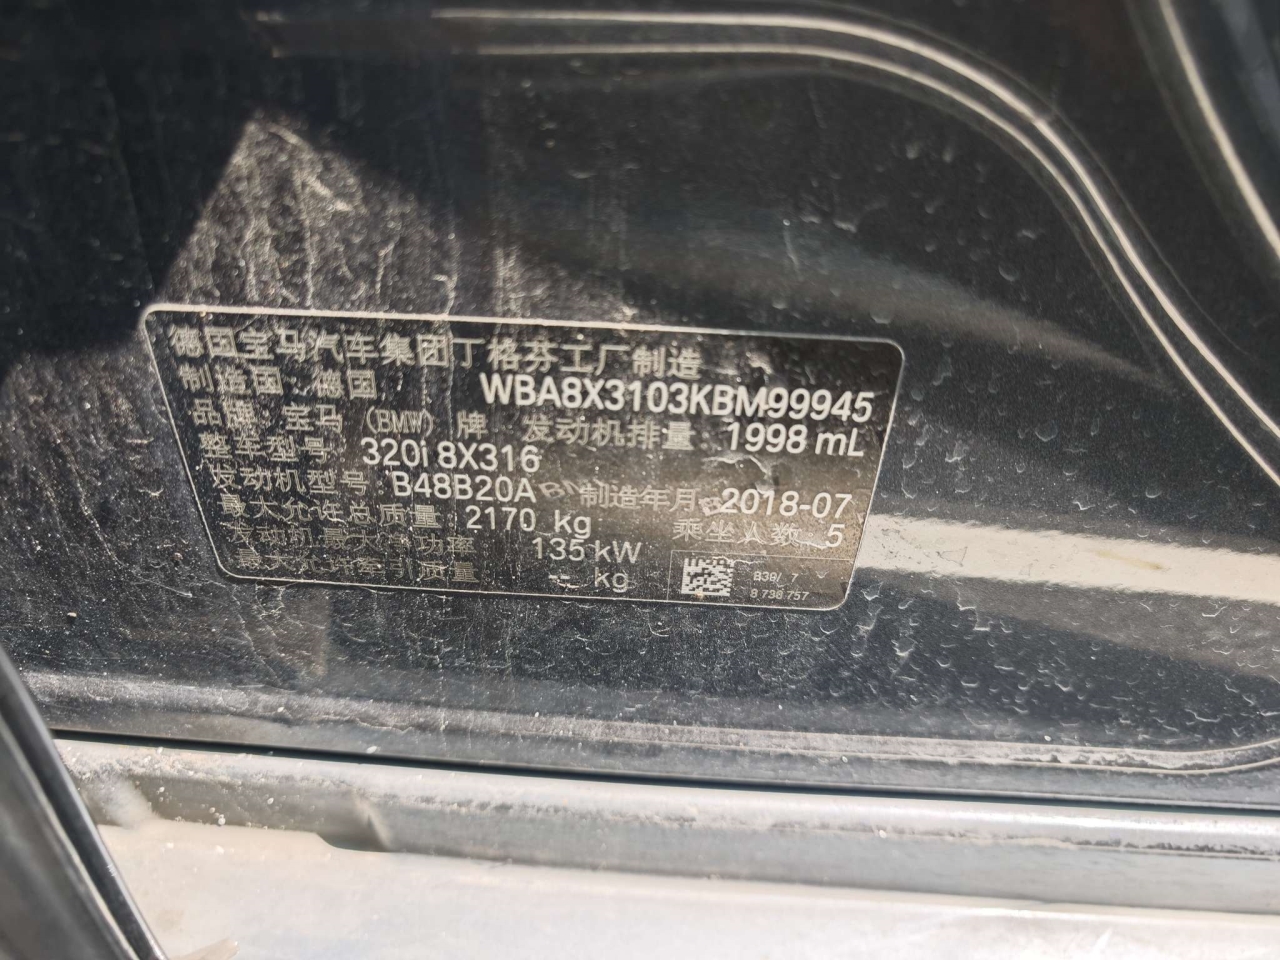 德国宝马汽车集团丁格芬工厂制造
制造国:德国 WBA8X3103KBM99945
品牌:宝马(BMW)牌 发动机排量:1998 mL
整车型号 320i 8X316
发动机型号 B48B20A 制造年月 2018-07
最大允许总质量 2170 kg 乘坐人数 5
发动机最大净功率 135 kW
最大允许牵引质量 -- kg
B38/ 7
8 738 757